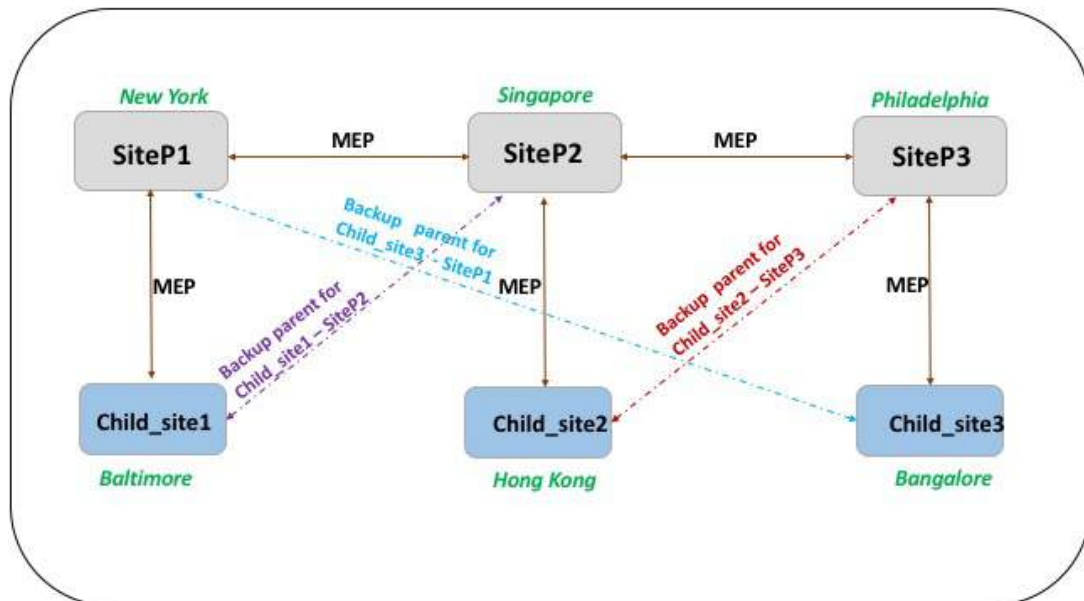 New York
Singapore
Philadelphia
SiteP1
MEP
SiteP2
MEP
SiteP3
Backup parent for
Child_site3 - SiteP1
Backup parent for
Child_site1 – SiteP2
Backup parent for
Child_site2 – SiteP3
MEP
MEP
MEP
Child_site1
Child_site2
Child_site3
Baltimore
Hong Kong
Bangalore